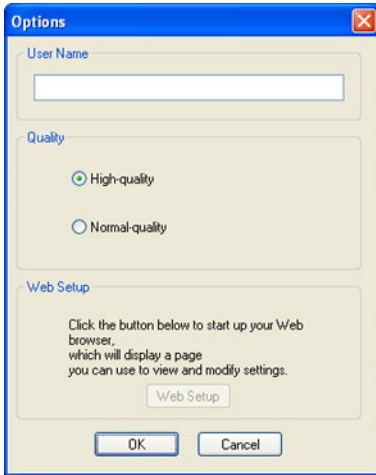 Options
User Name
Quality
High-quality
Normal-quality
Web Setup
Click the button below to start up your Web
browser,
which will display a page
you can use to view and modify settings.
Web Setup
OK Cancel